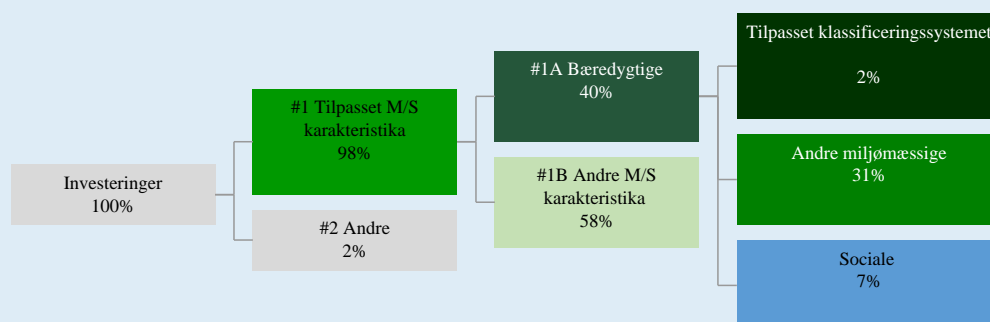 Investeringer
100%
#1 Tilpasset M/S
karakteristika
98%
#2 Andre
2%
#1A Bæredygtige
40%
#1B Andre M/S
karakteristika
58%
Tilpasset klassificeringssystemet
2%
Andre miljømæssige
31%
Sociale
7%